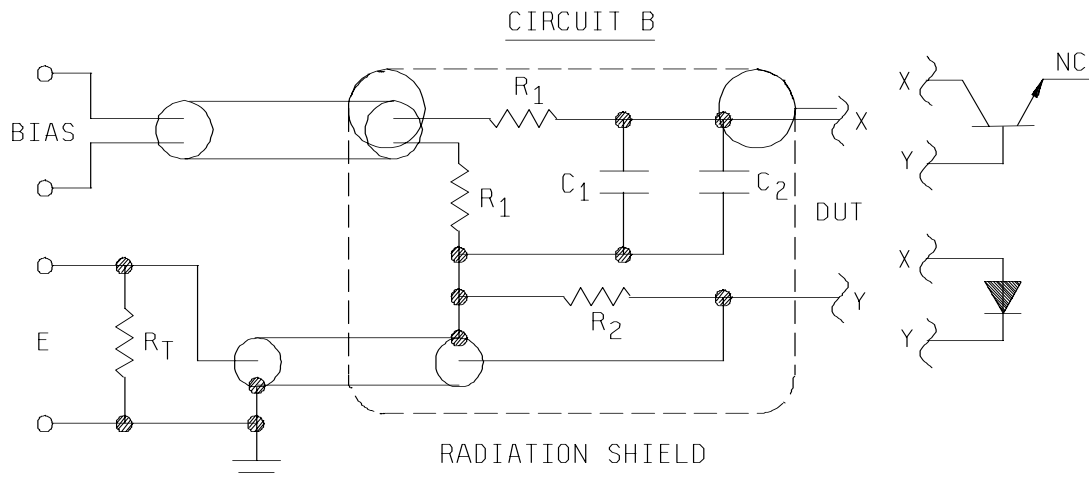 CIRCUIT B
R1
X
NC
X
BIAS
Y
R1
C1
C2
DUT
X
Y
R2
E
RT
Y
RADIATION SHIELD